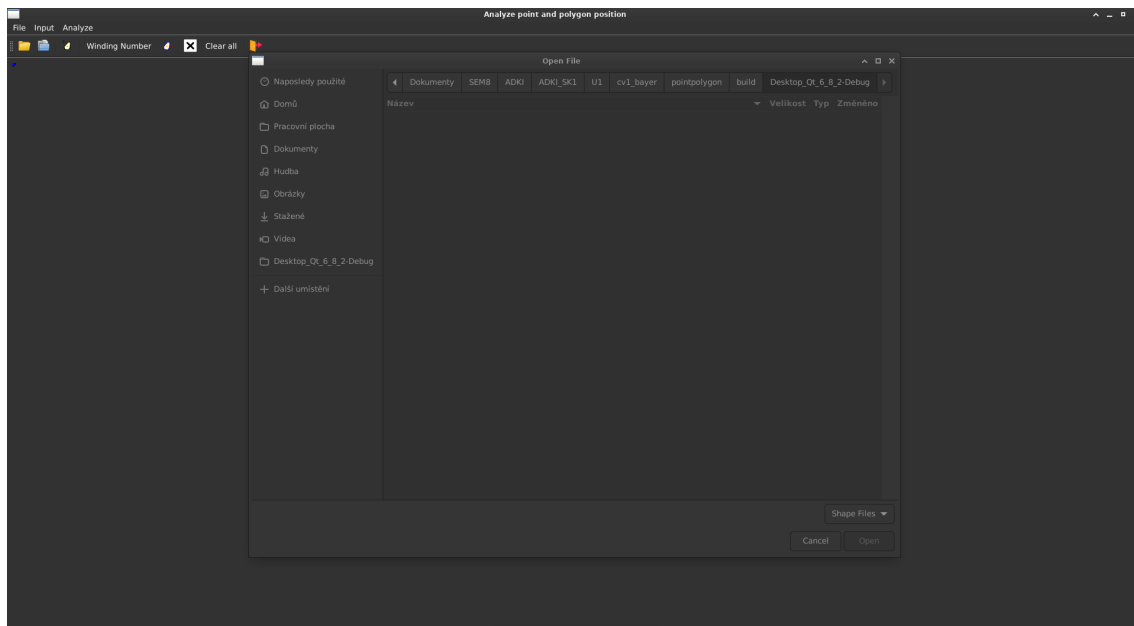 Analyze point and polygon position
File Input Analyze
Winding Number Clear all
Open File
Naposledy použité
Dokumenty SEM8 ADKI ADKI_SK1 U1 cv1_bayer pointpolygon build Desktop_Qt_6_8_2-Debug
Domů
Název Velikost Typ Změněno
Pracovní plocha
Dokumenty
Hudba
Obrázky
Stažené
Videa
Desktop_Qt_6_8_2-Debug
Další umístění
Shape Files
Cancel Open